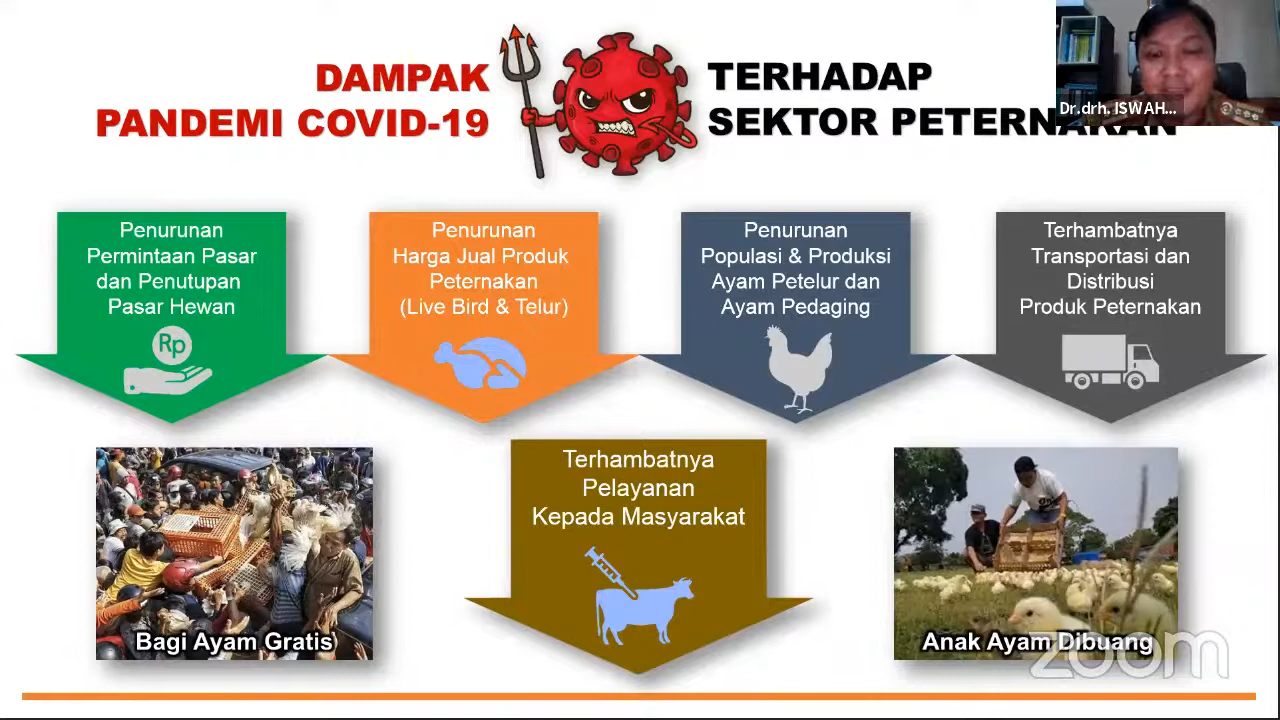 DAMPAK
PANDEMI COVID-19
TERHADAP
SEKTOR PETERNAKAN
Dr.drh. ISWAH...
Penurunan
Permintaan Pasar
dan Penutupan
Pasar Hewan
Rp
Penurunan
Harga Jual Produk
Peternakan
(Live Bird & Telur)
Penurunan
Populasi & Produksi
Ayam Petelur dan
Ayam Pedaging
Terhambatnya
Transportasi dan
Distribusi
Produk Peternakan
Terhambatnya
Pelayanan
Kepada Masyarakat
Bagi Ayam Gratis
Anak Ayam Dibuang
zoom